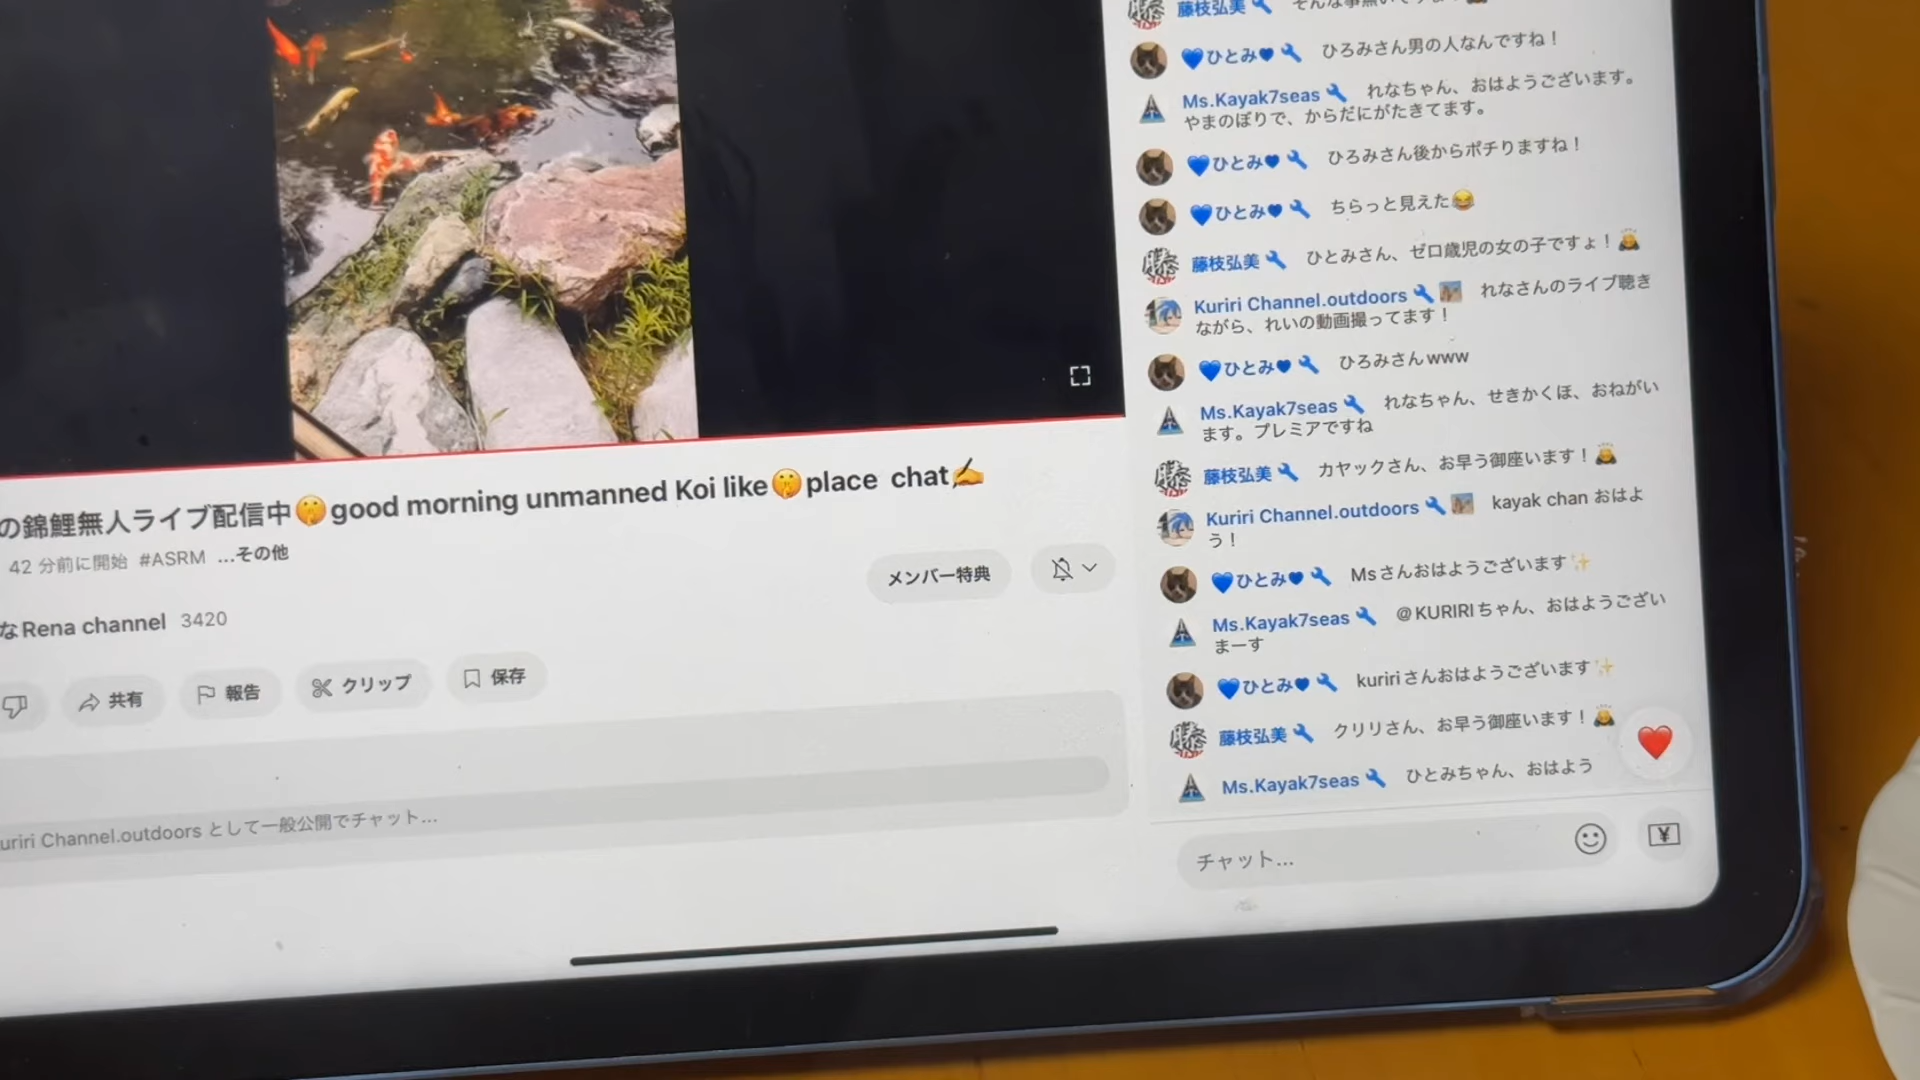 の錦鯉無人ライブ配信中🤫good morning unmanned Koi like🤫place chat✍️
42 分前に開始 #ASRM ...その他
なRena channel 3420
メンバー特典
共有
報告
クリップ
保存
uriri Channel.outdoors として一般公開でチャット...
藤枝弘美
💙ひとみ♥ ひろみさん男の人なんですね！
Ms.Kayak7seas れなちゃん、おはようございます。
やまのぼりで、からだにがたきてます。
💙ひとみ♥ ひろみさん後からポチりますね！
💙ひとみ♥ ちらっと見えた😂
藤枝弘美 ひとみさん、ゼロ歳児の女の子ですょ！🙇
Kuriri Channel.outdoors れなさんのライブ聴き
ながら、れいの動画撮ってます！
💙ひとみ♥ ひろみさんwww
Ms.Kayak7seas れなちゃん、せきかくほ、おねがい
ます。プレミアですね
藤枝弘美 カヤックさん、お早う御座います！🙇
Kuriri Channel.outdoors kayak chan おはよ
う！
💙ひとみ♥ Msさんおはようございます✨
Ms.Kayak7seas @KURIRIちゃん、おはようござい
まーす
💙ひとみ♥ kuririさんおはようございます✨
藤枝弘美 クリリさん、お早う御座います！🙇
Ms.Kayak7seas ひとみちゃん、おはよう
チャット...